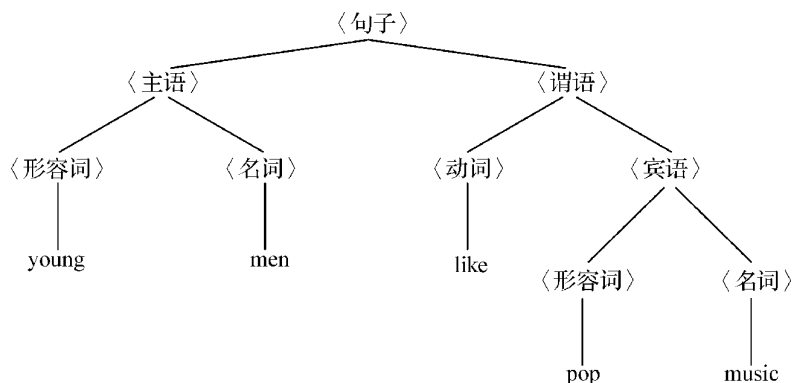 〈句子〉
〈主语〉 〈谓语〉
〈形容词〉 〈名词〉 〈动词〉 〈宾语〉
young men like
〈形容词〉 〈名词〉
pop music